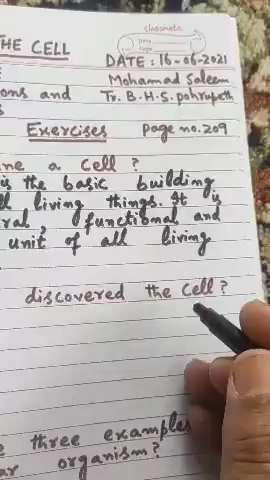 classmate
Date
Page
THE CELL
DATE : 16-06-2021
Mohamad Saleem
ons and Tr. B.H.S. pohrupeth
Exercises Page no. 209
ne a cell ?
is the basic building
ll living things. It is
ral, functional and
unit of all living
discovered the cell ?
e three examples
ar organism ?